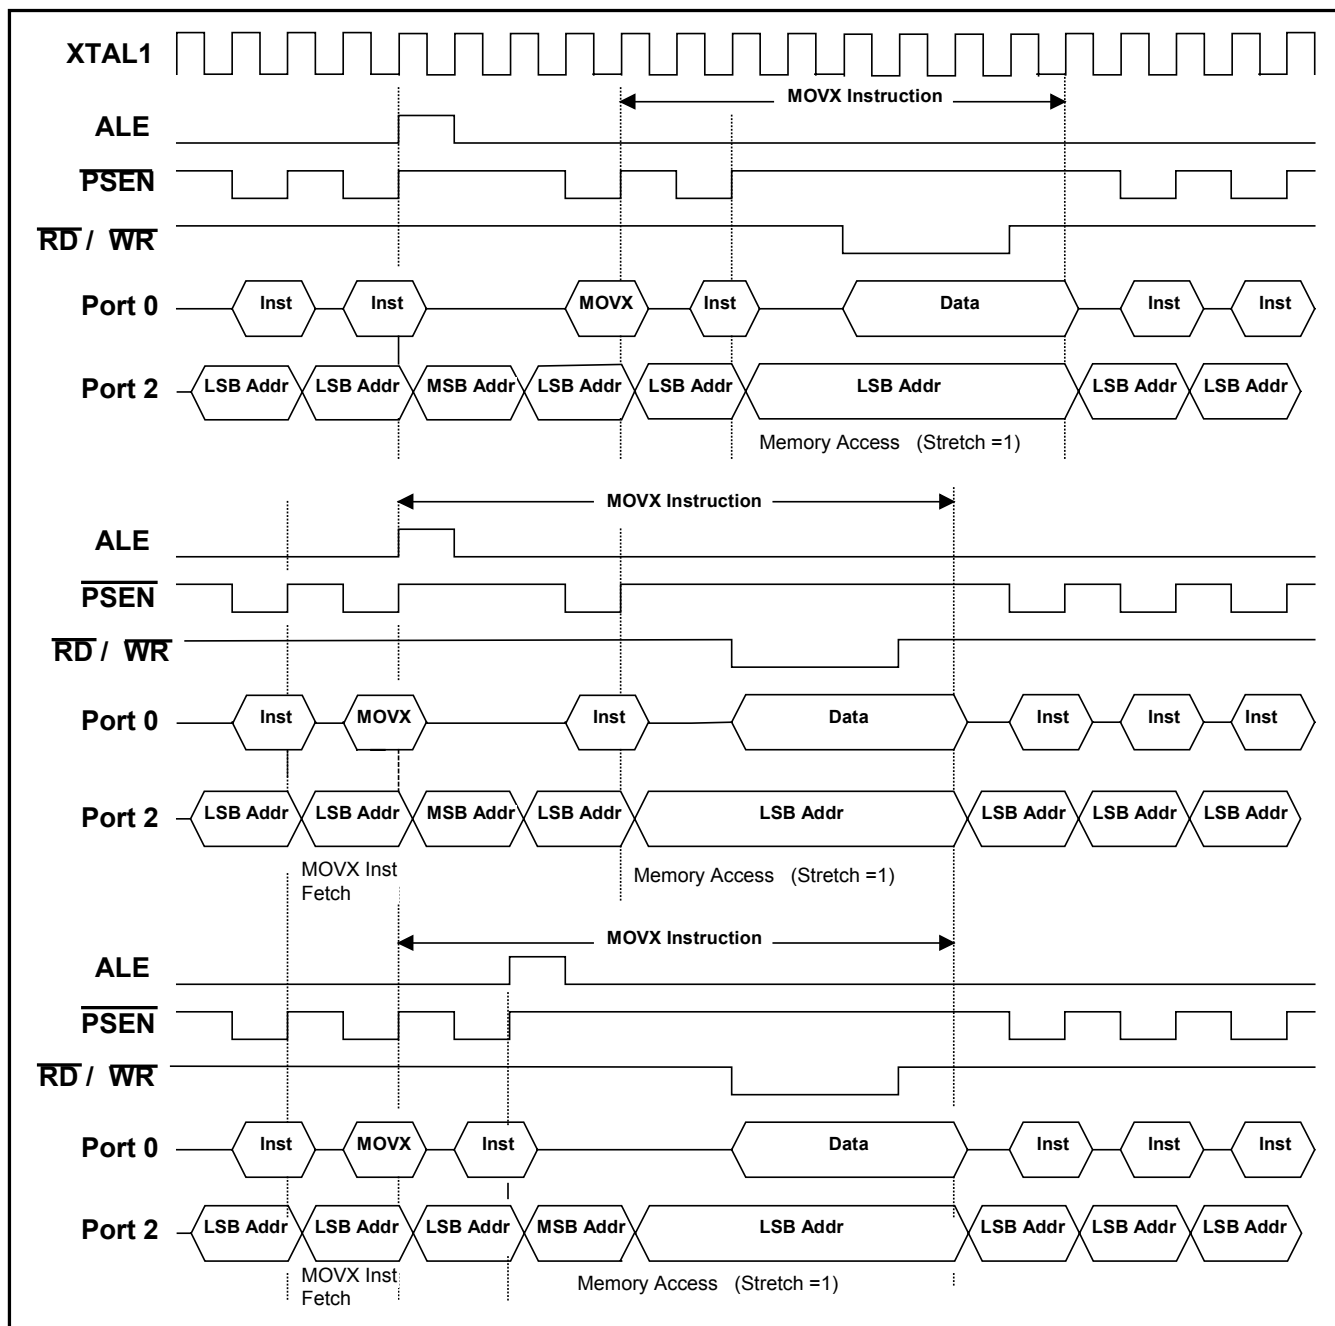 XTAL1
MOVX Instruction
ALE
PSEN
RD / WR
Port 0 Inst Inst MOVX Inst Data Inst Inst
Port 2 LSB Addr LSB Addr MSB Addr LSB Addr LSB Addr LSB Addr LSB Addr LSB Addr
Memory Access (Stretch =1)
MOVX Instruction
ALE
PSEN
RD / WR
Port 0 Inst MOVX Inst Data Inst Inst Inst
Port 2 LSB Addr LSB Addr MSB Addr LSB Addr LSB Addr LSB Addr LSB Addr LSB Addr
MOVX Inst
Fetch
Memory Access (Stretch =1)
MOVX Instruction
ALE
PSEN
RD / WR
Port 0 Inst MOVX Inst Data Inst Inst Inst
Port 2 LSB Addr LSB Addr LSB Addr MSB Addr LSB Addr LSB Addr LSB Addr LSB Addr
MOVX Inst
Fetch
Memory Access (Stretch =1)